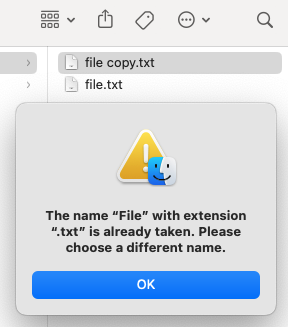 file copy.txt
file.txt
The name “File” with extension
“.txt” is already taken. Please
choose a different name.
OK